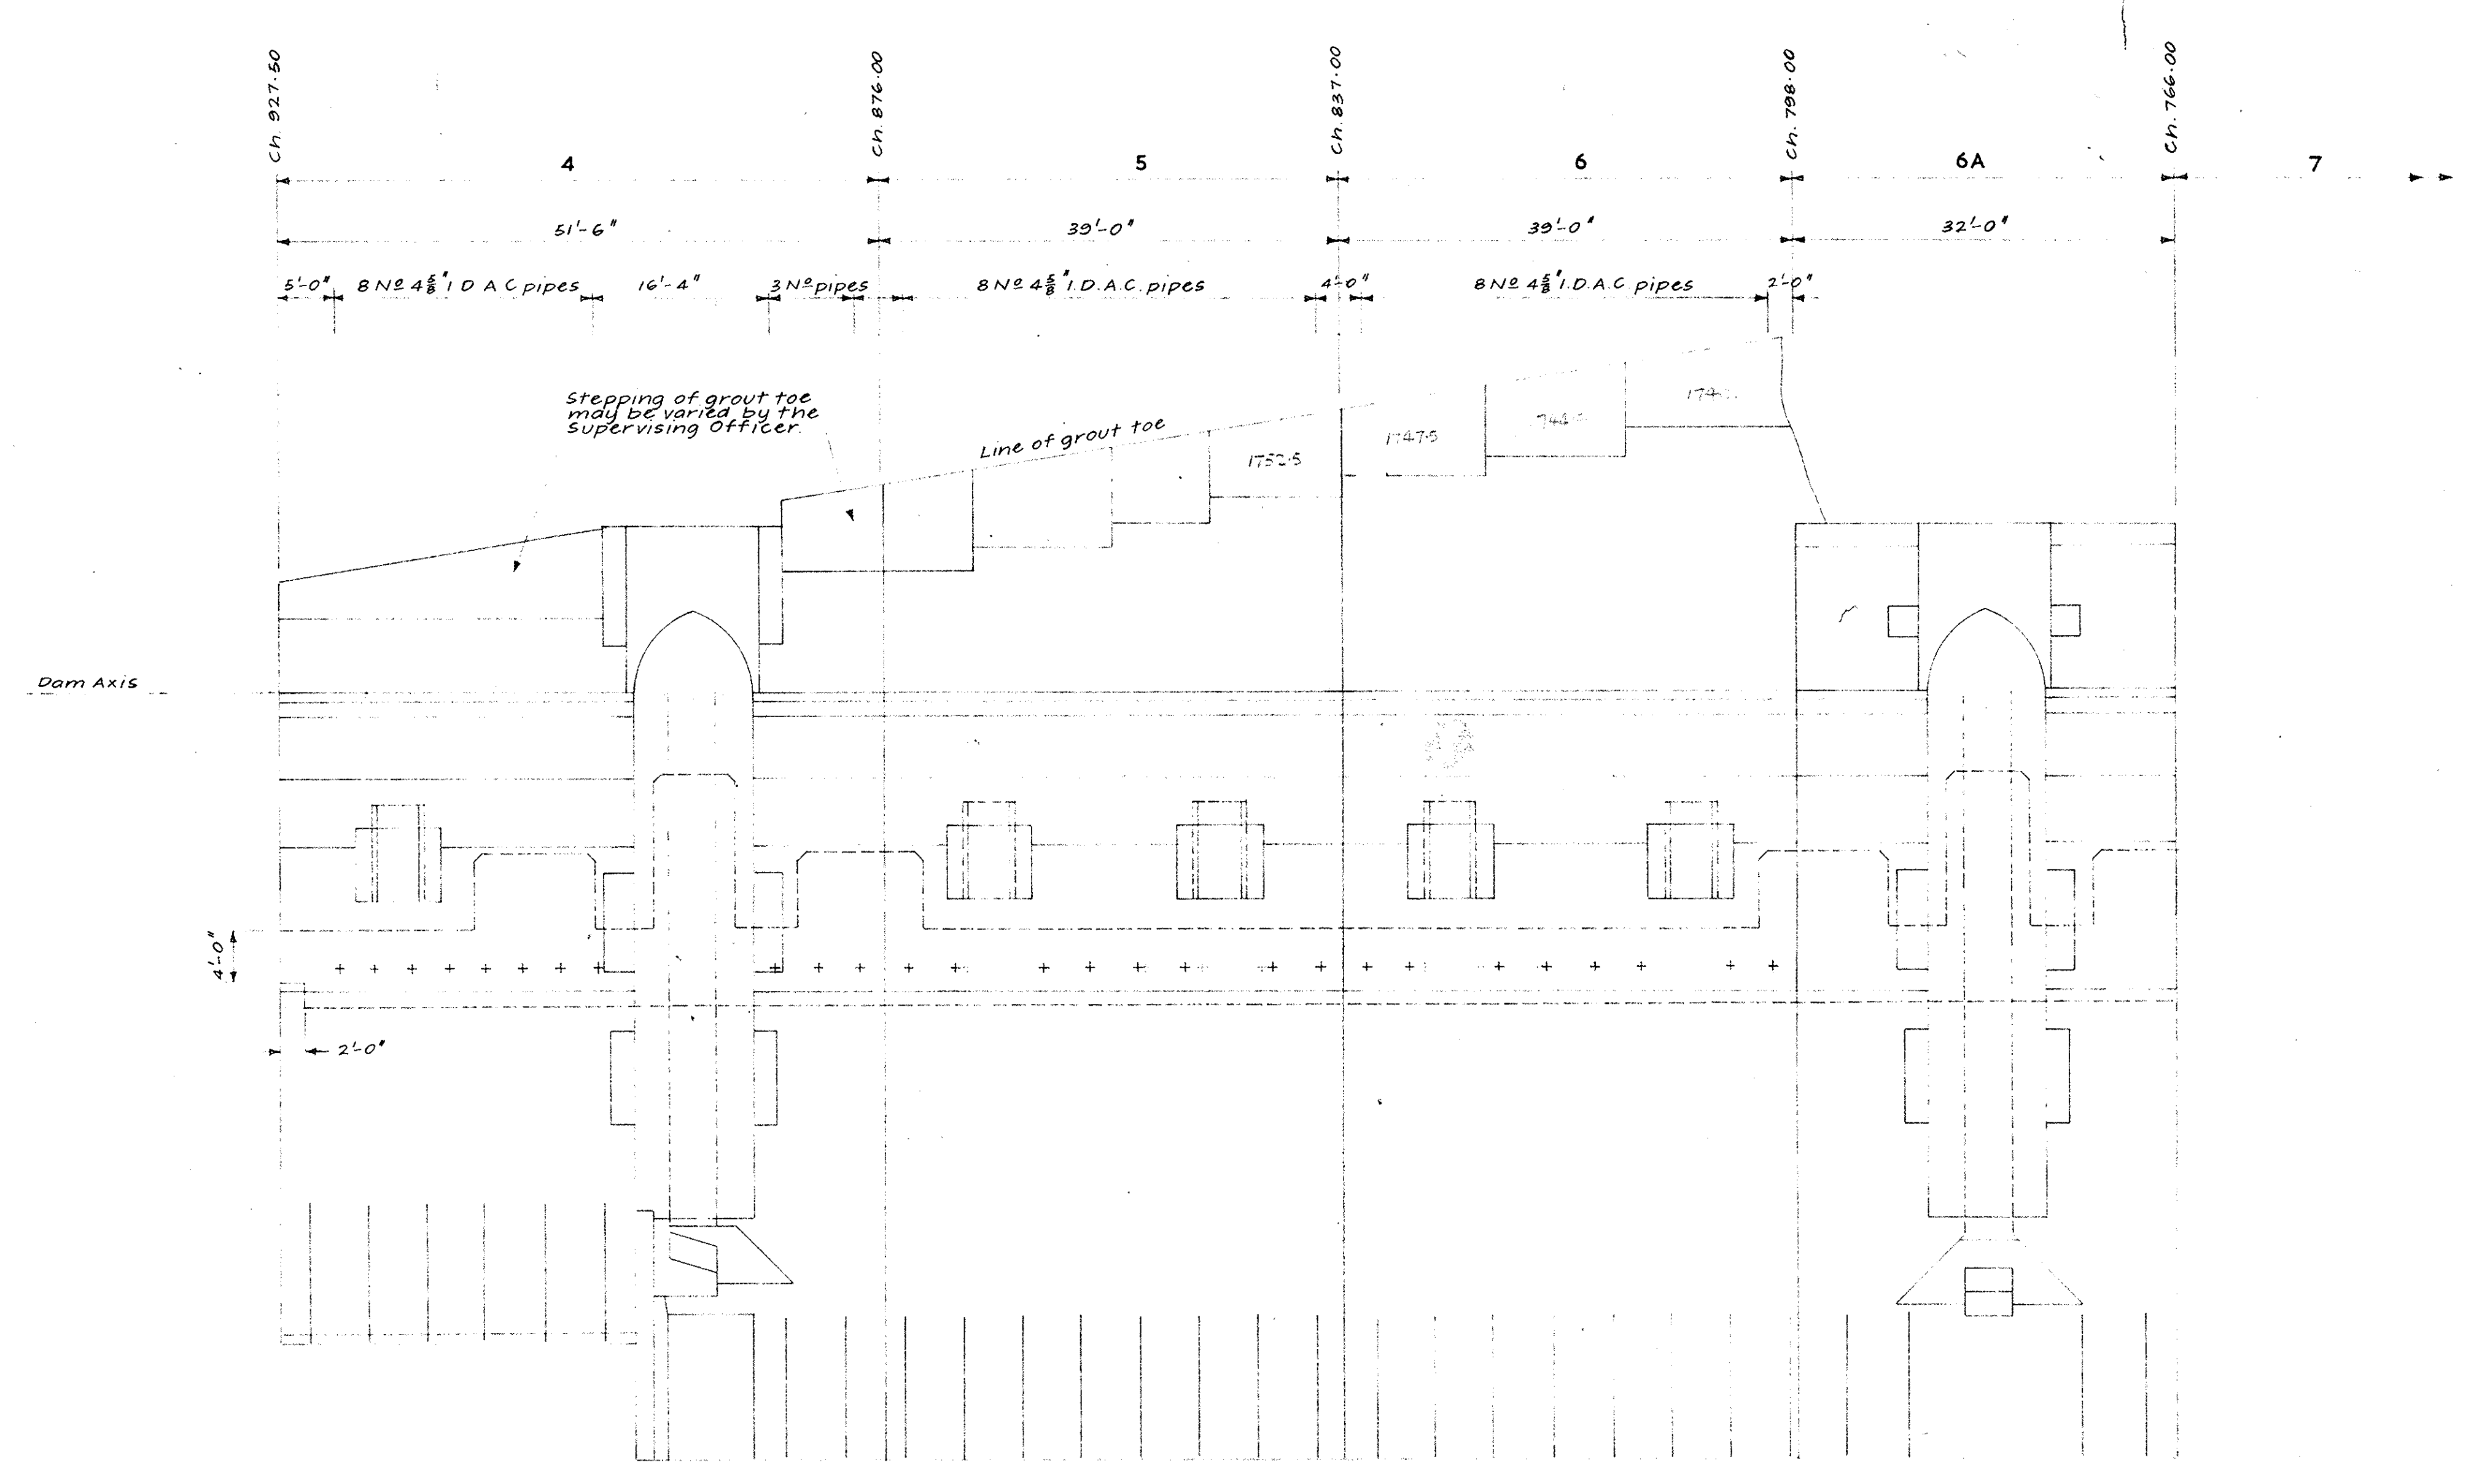 Ch. 927·50
Ch. 876·00
Ch. 837·00
Ch. 798·00
Ch. 766·00
4
5
6
6A
7
51'-6"
39'-0"
39'-0"
32'-0"
5'-0"
8 Nº 4⅝" I D A C pipes
16'-4"
3 Nº pipes
8 Nº 4⅝" I.D.A.C. pipes
4'-0"
8 Nº 4⅝" I.D.A.C. pipes
2'-0"
Stepping of grout toe
may be varied by the
Supervising Officer.
Line of grout toe
1752·5
1747·5
Dam Axis
4'-0"
2'-0"